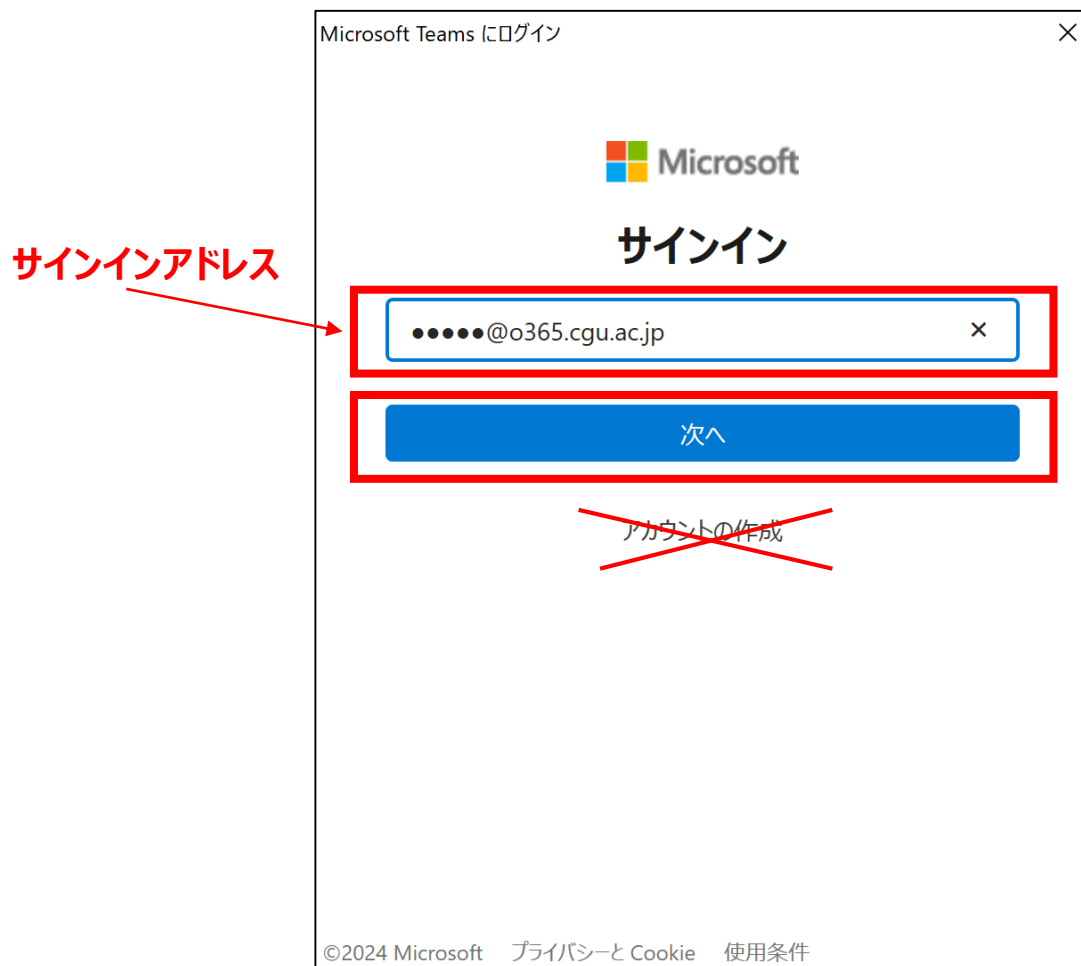 Microsoft Teams にログイン
Microsoft
サインイン
サインインアドレス
●●●●●@o365.cgu.ac.jp
次へ
アカウントの作成
©2024 Microsoft プライバシーと Cookie 使用条件